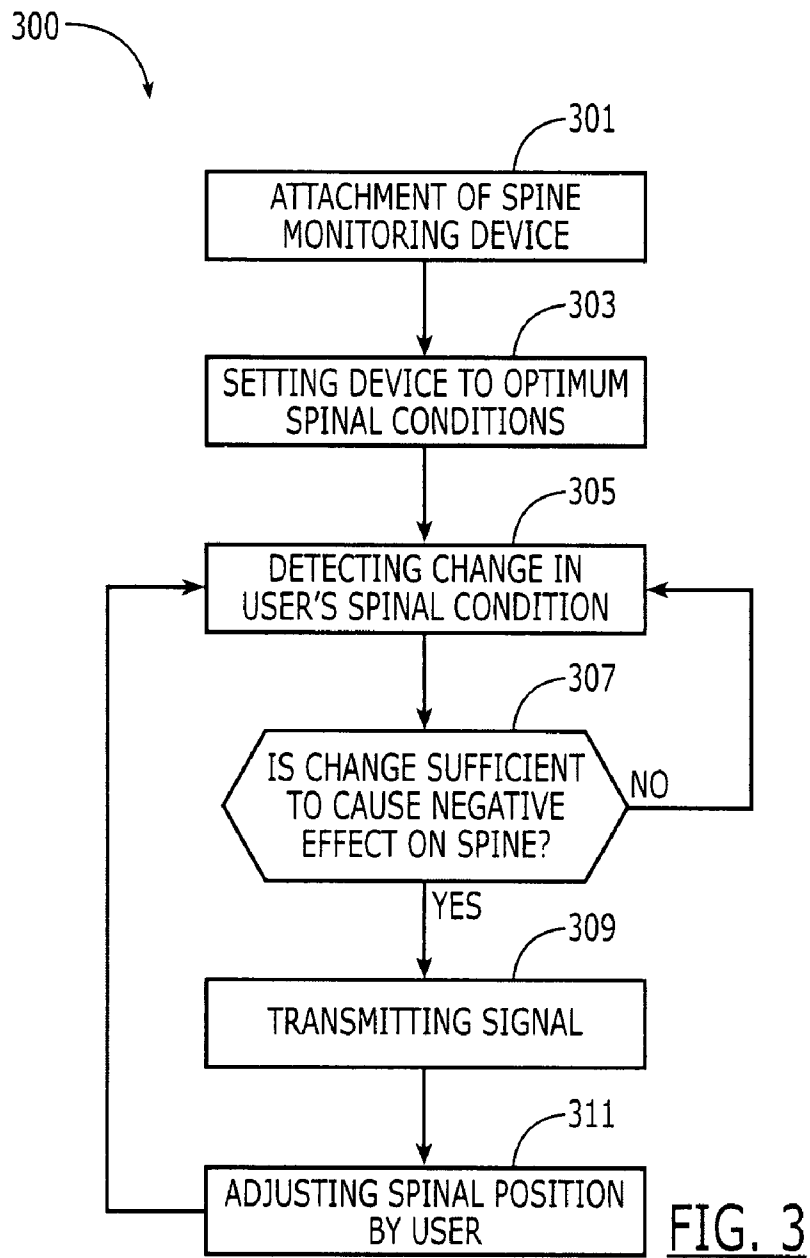 300
301
ATTACHMENT OF SPINE
MONITORING DEVICE
303
SETTING DEVICE TO OPTIMUM
SPINAL CONDITIONS
305
DETECTING CHANGE IN
USER'S SPINAL CONDITION
307
IS CHANGE SUFFICIENT
TO CAUSE NEGATIVE
EFFECT ON SPINE?
NO
YES
309
TRANSMITTING SIGNAL
311
ADJUSTING SPINAL POSITION
BY USER
FIG. 3